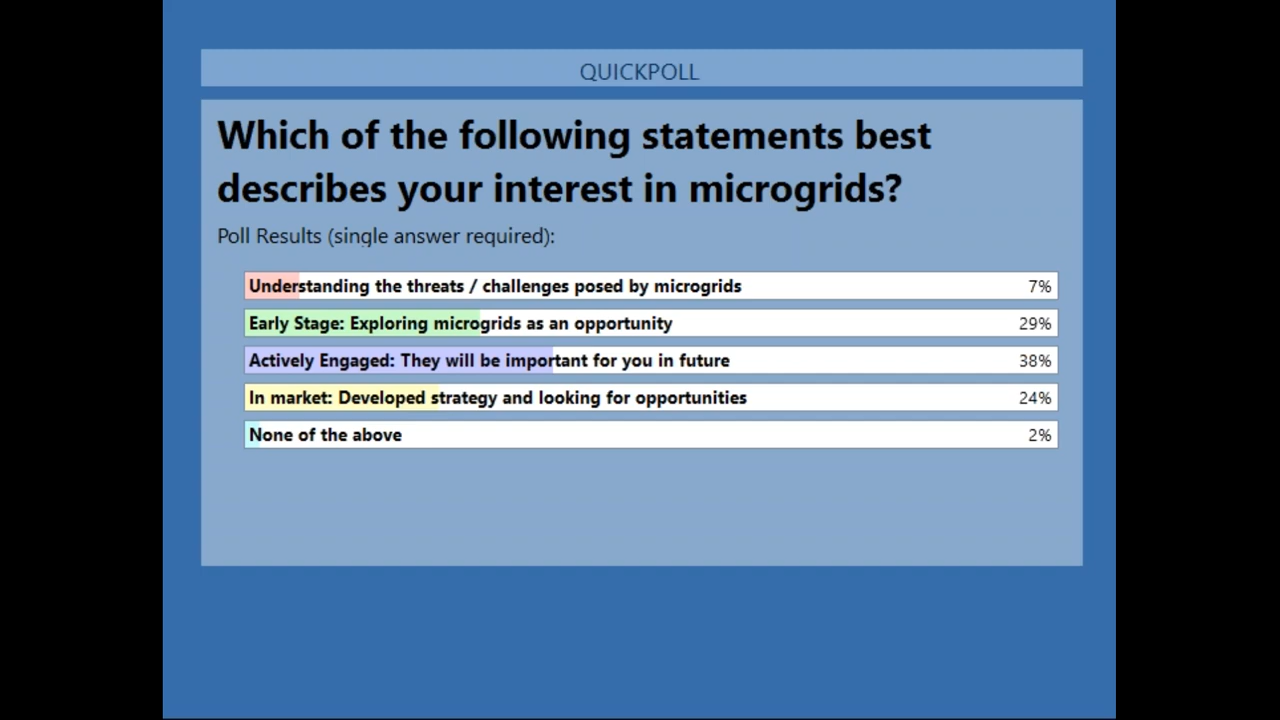 QUICKPOLL
Which of the following statements best
describes your interest in microgrids?
Poll Results (single answer required):
Understanding the threats / challenges posed by microgrids 7%
Early Stage: Exploring microgrids as an opportunity 29%
Actively Engaged: They will be important for you in future 38%
In market: Developed strategy and looking for opportunities 24%
None of the above 2%